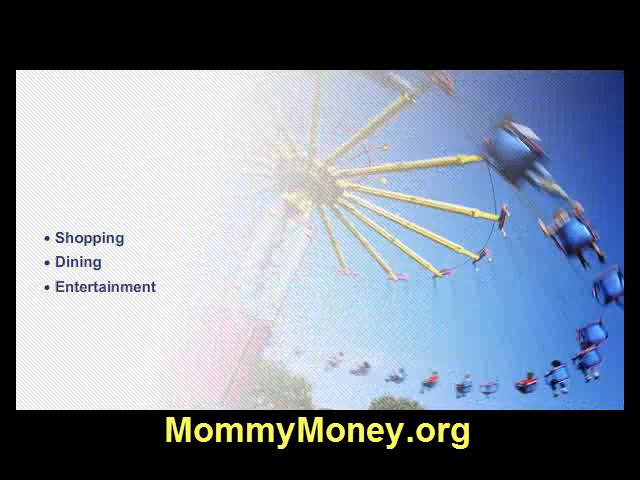 • Shopping
• Dining
• Entertainment
MommyMoney.org